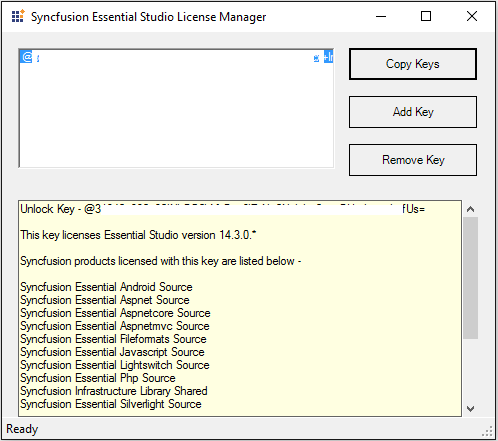 Syncfusion Essential Studio License Manager
Copy Keys
Add Key
Remove Key
Unlock Key - @3 fUs=
This key licenses Essential Studio version 14.3.0.*
Syncfusion products licensed with this key are listed below -
Syncfusion Essential Android Source
Syncfusion Essential Aspnet Source
Syncfusion Essential Aspnetcore Source
Syncfusion Essential Aspnetmvc Source
Syncfusion Essential Fileformats Source
Syncfusion Essential Javascript Source
Syncfusion Essential Lightswitch Source
Syncfusion Essential Php Source
Syncfusion Infrastructure Library Shared
Syncfusion Essential Silverlight Source
Ready